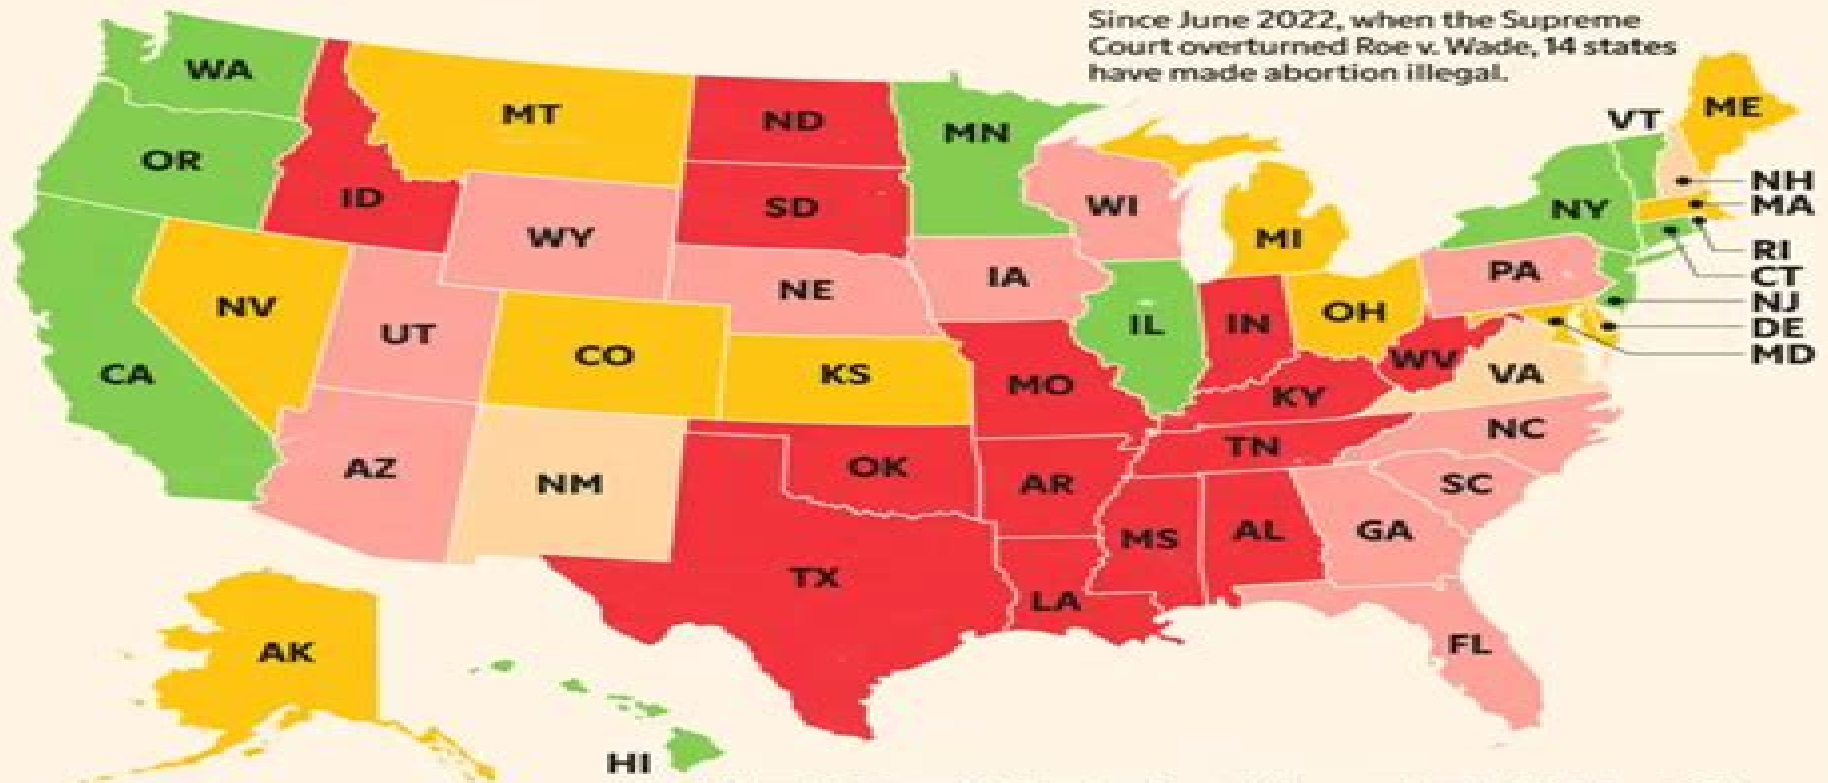 Since June 2022, when the Supreme
Court overturned Roe v. Wade, 14 states
have made abortion illegal.
WA
MT
ND
MN
VT
ME
OR
ID
SD
WI
NY
NH
MA
WY
MI
RI
NE
IA
PA
CT
NV
UT
CO
KS
IL
IN
OH
NJ
DE
MD
CA
MO
WV
VA
KY
AZ
NM
OK
AR
TN
NC
SC
MS
AL
GA
TX
LA
FL
AK
HI